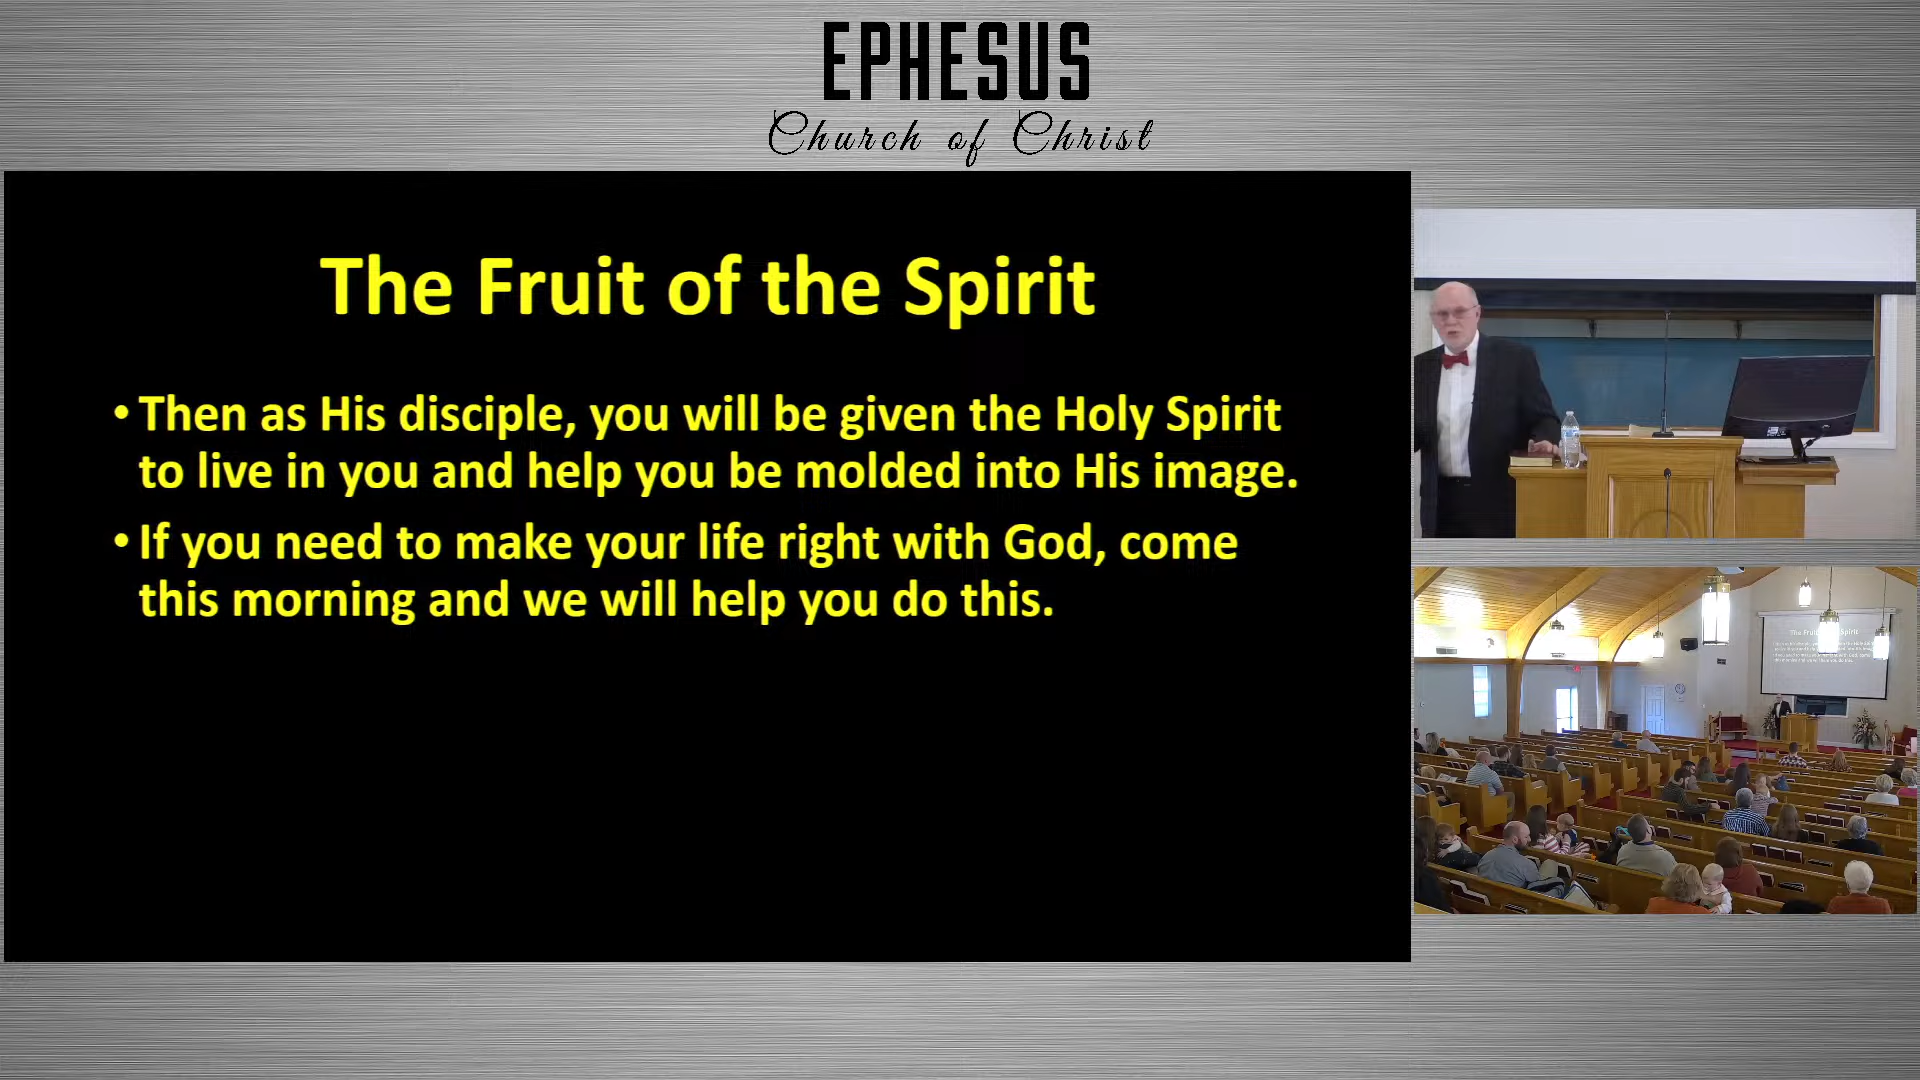 EPHESUS
Church of Christ
The Fruit of the Spirit
• Then as His disciple, you will be given the Holy Spirit
to live in you and help you be molded into His image.
• If you need to make your life right with God, come
this morning and we will help you do this.